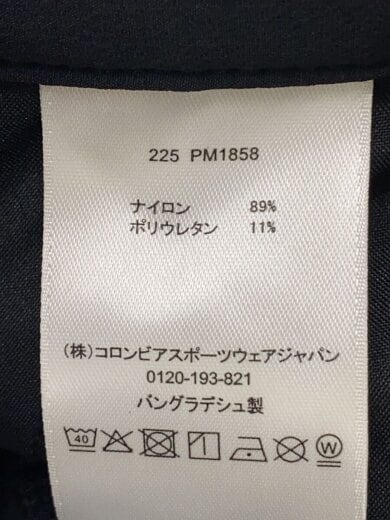 225 PM1858
ナイロン 89%
ポリウレタン 11%
(株)コロンビアスポーツウェアジャパン
0120-193-821
バングラデシュ製
40 W